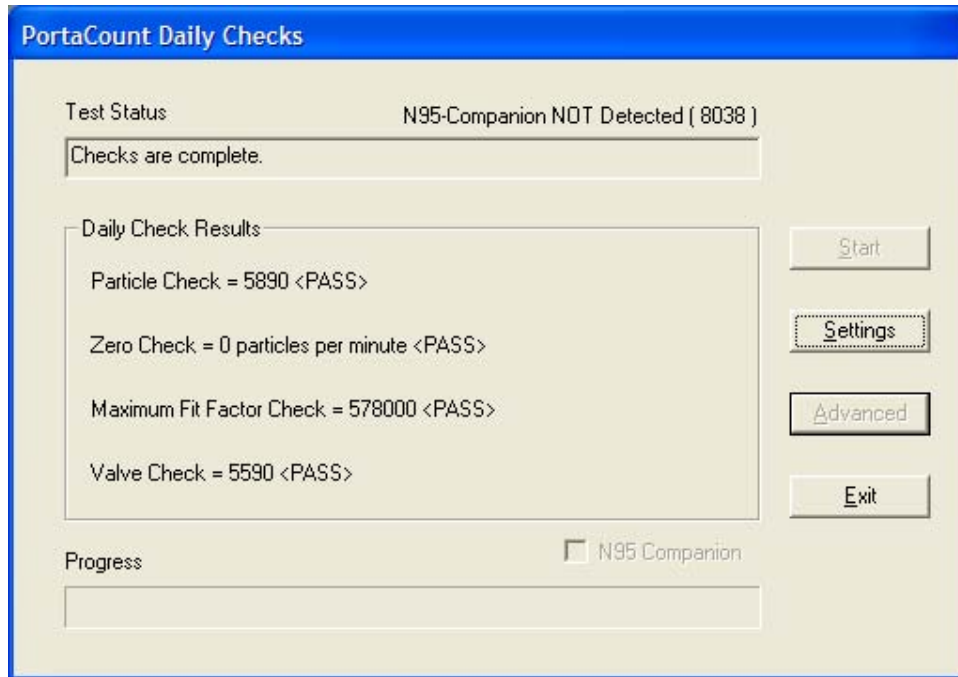 PortaCount Daily Checks
Test Status
N95-Companion NOT Detected ( 8038 )
Checks are complete.
Daily Check Results
Particle Check = 5890 <PASS>
Zero Check = 0 particles per minute <PASS>
Maximum Fit Factor Check = 578000 <PASS>
Valve Check = 5590 <PASS>
Start
Settings
Advanced
Exit
N95 Companion
Progress